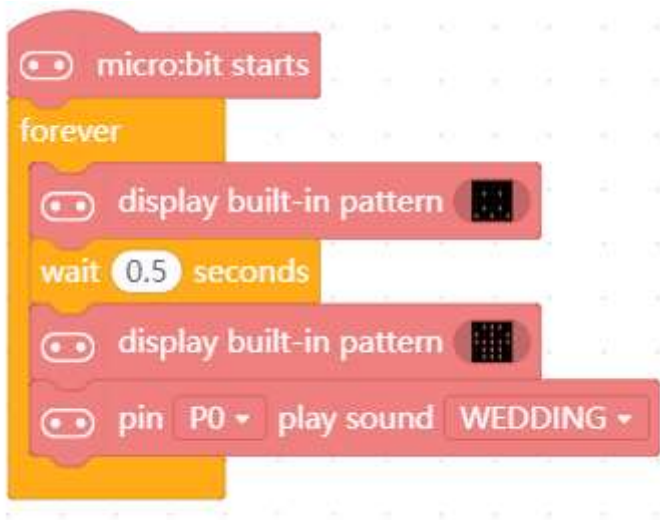 micro:bit starts
forever
display built-in pattern
wait 0.5 seconds
display built-in pattern
pin P0 play sound WEDDING